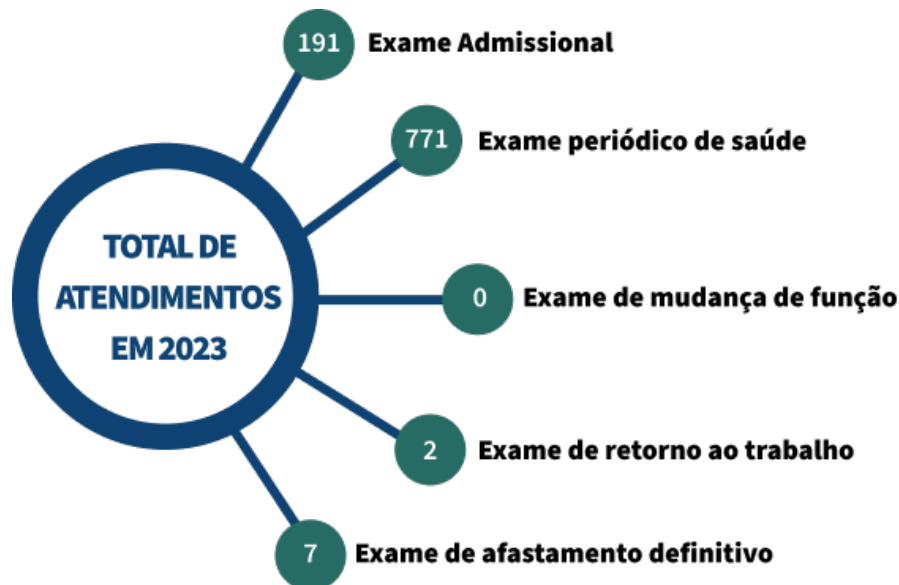 191 Exame Admissional
771 Exame periódico de saúde
TOTAL DE
ATENDIMENTOS
EM 2023
0 Exame de mudança de função
2 Exame de retorno ao trabalho
7 Exame de afastamento definitivo